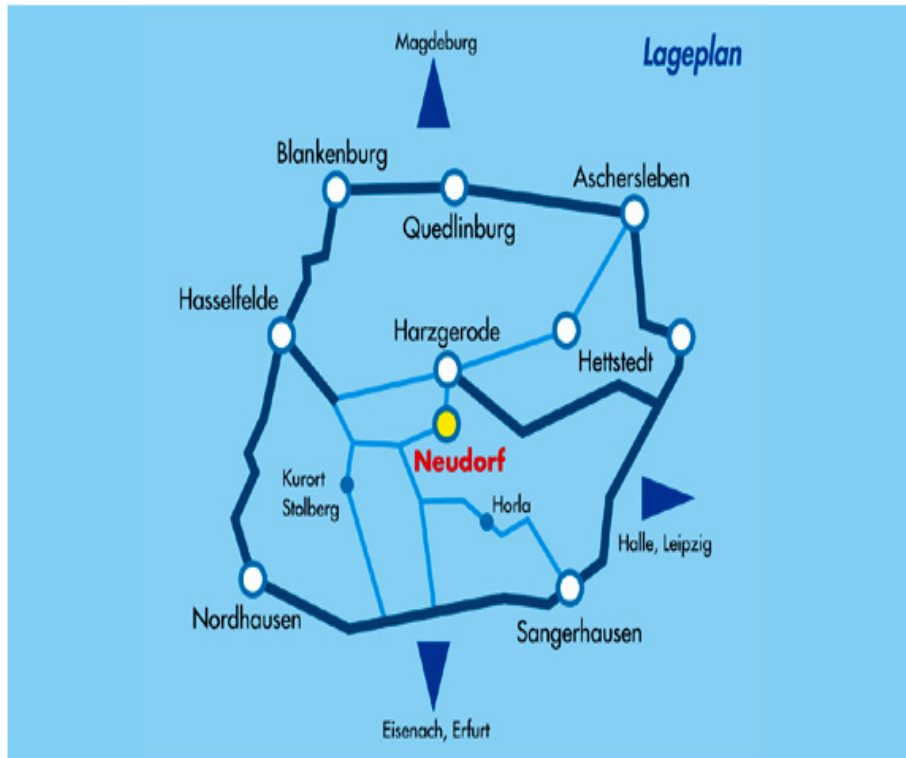 Magdeburg
Lageplan
Blankenburg
Aschersleben
Quedlinburg
Hasselfelde
Harzgerode
Hettstedt
Neudorf
Kurort
Stolberg
Horla
Halle, Leipzig
Nordhausen
Sangerhausen
Eisenach, Erfurt